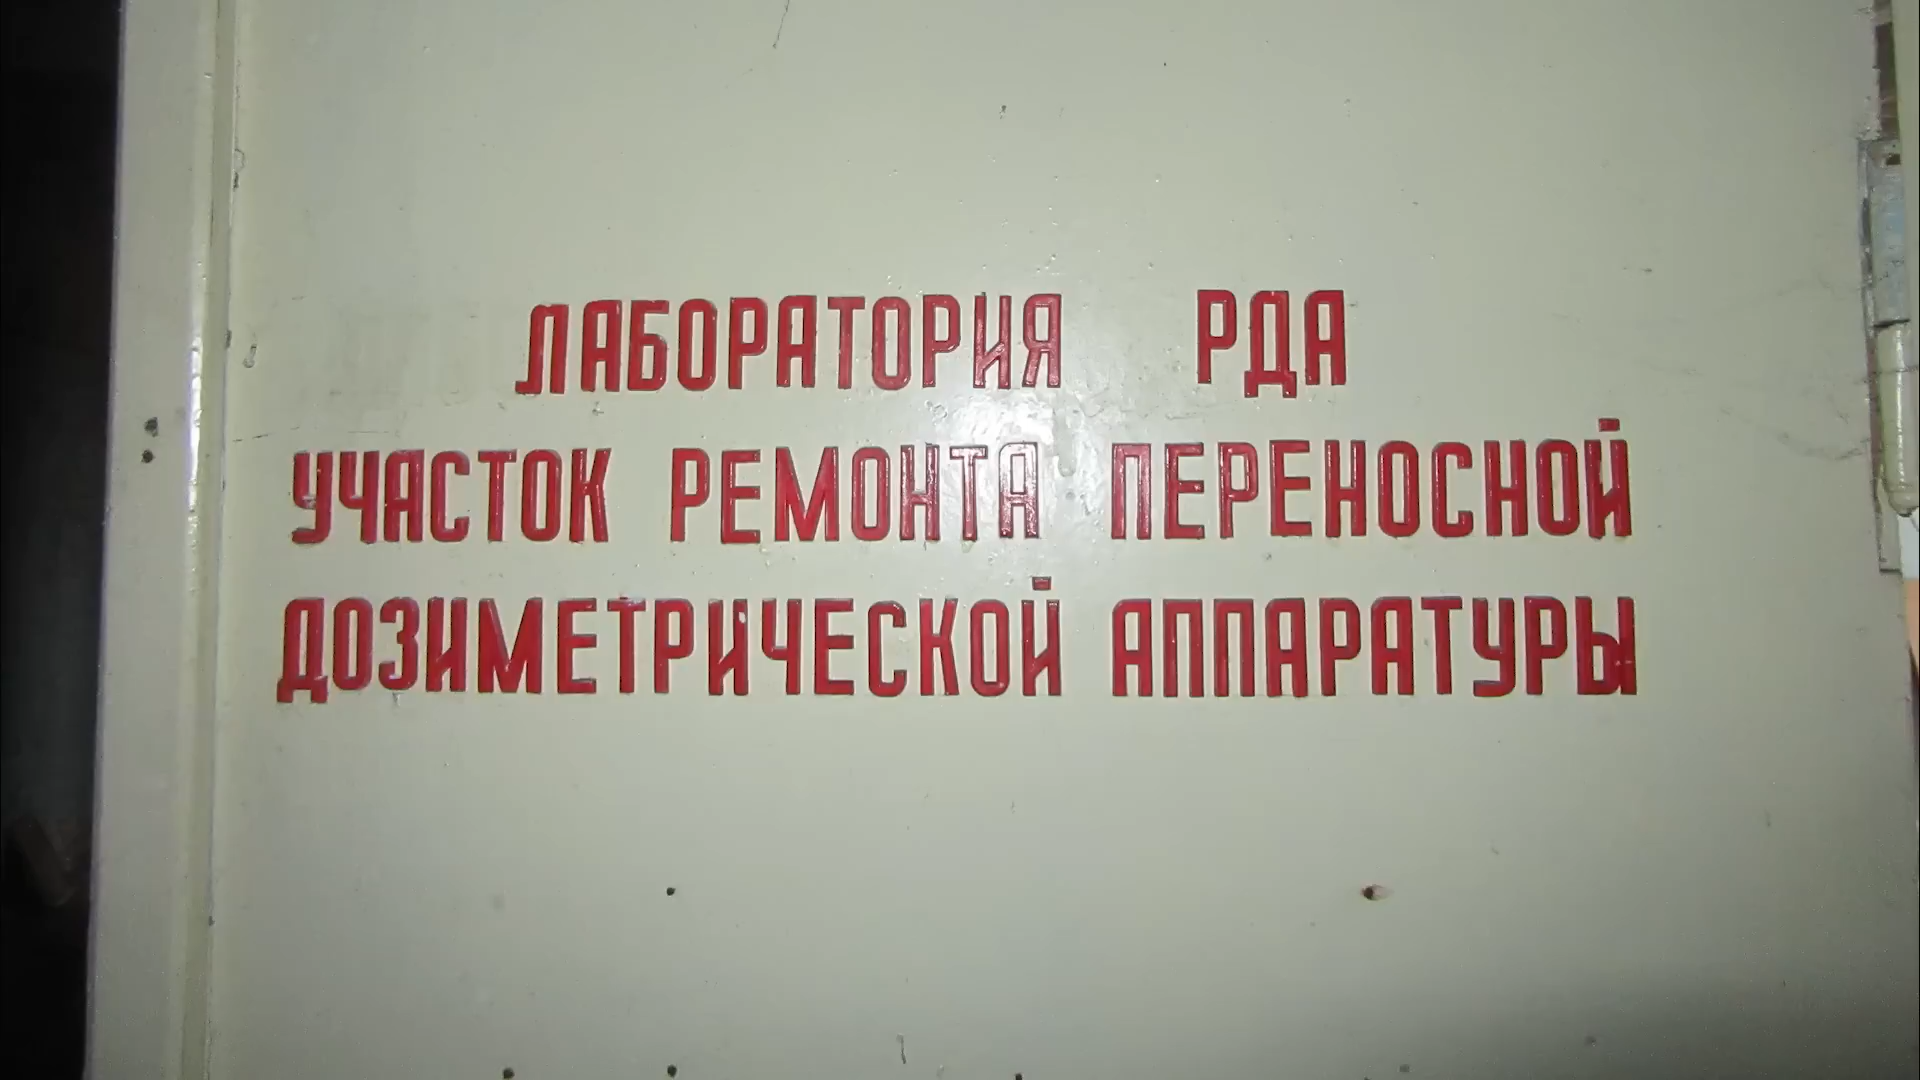 ЛАБОРАТОРИЯ РДА
УЧАСТОК РЕМОНТА ПЕРЕНОСНОЙ
ДОЗИМЕТРИЧЕСКОЙ АППАРАТУРЫ